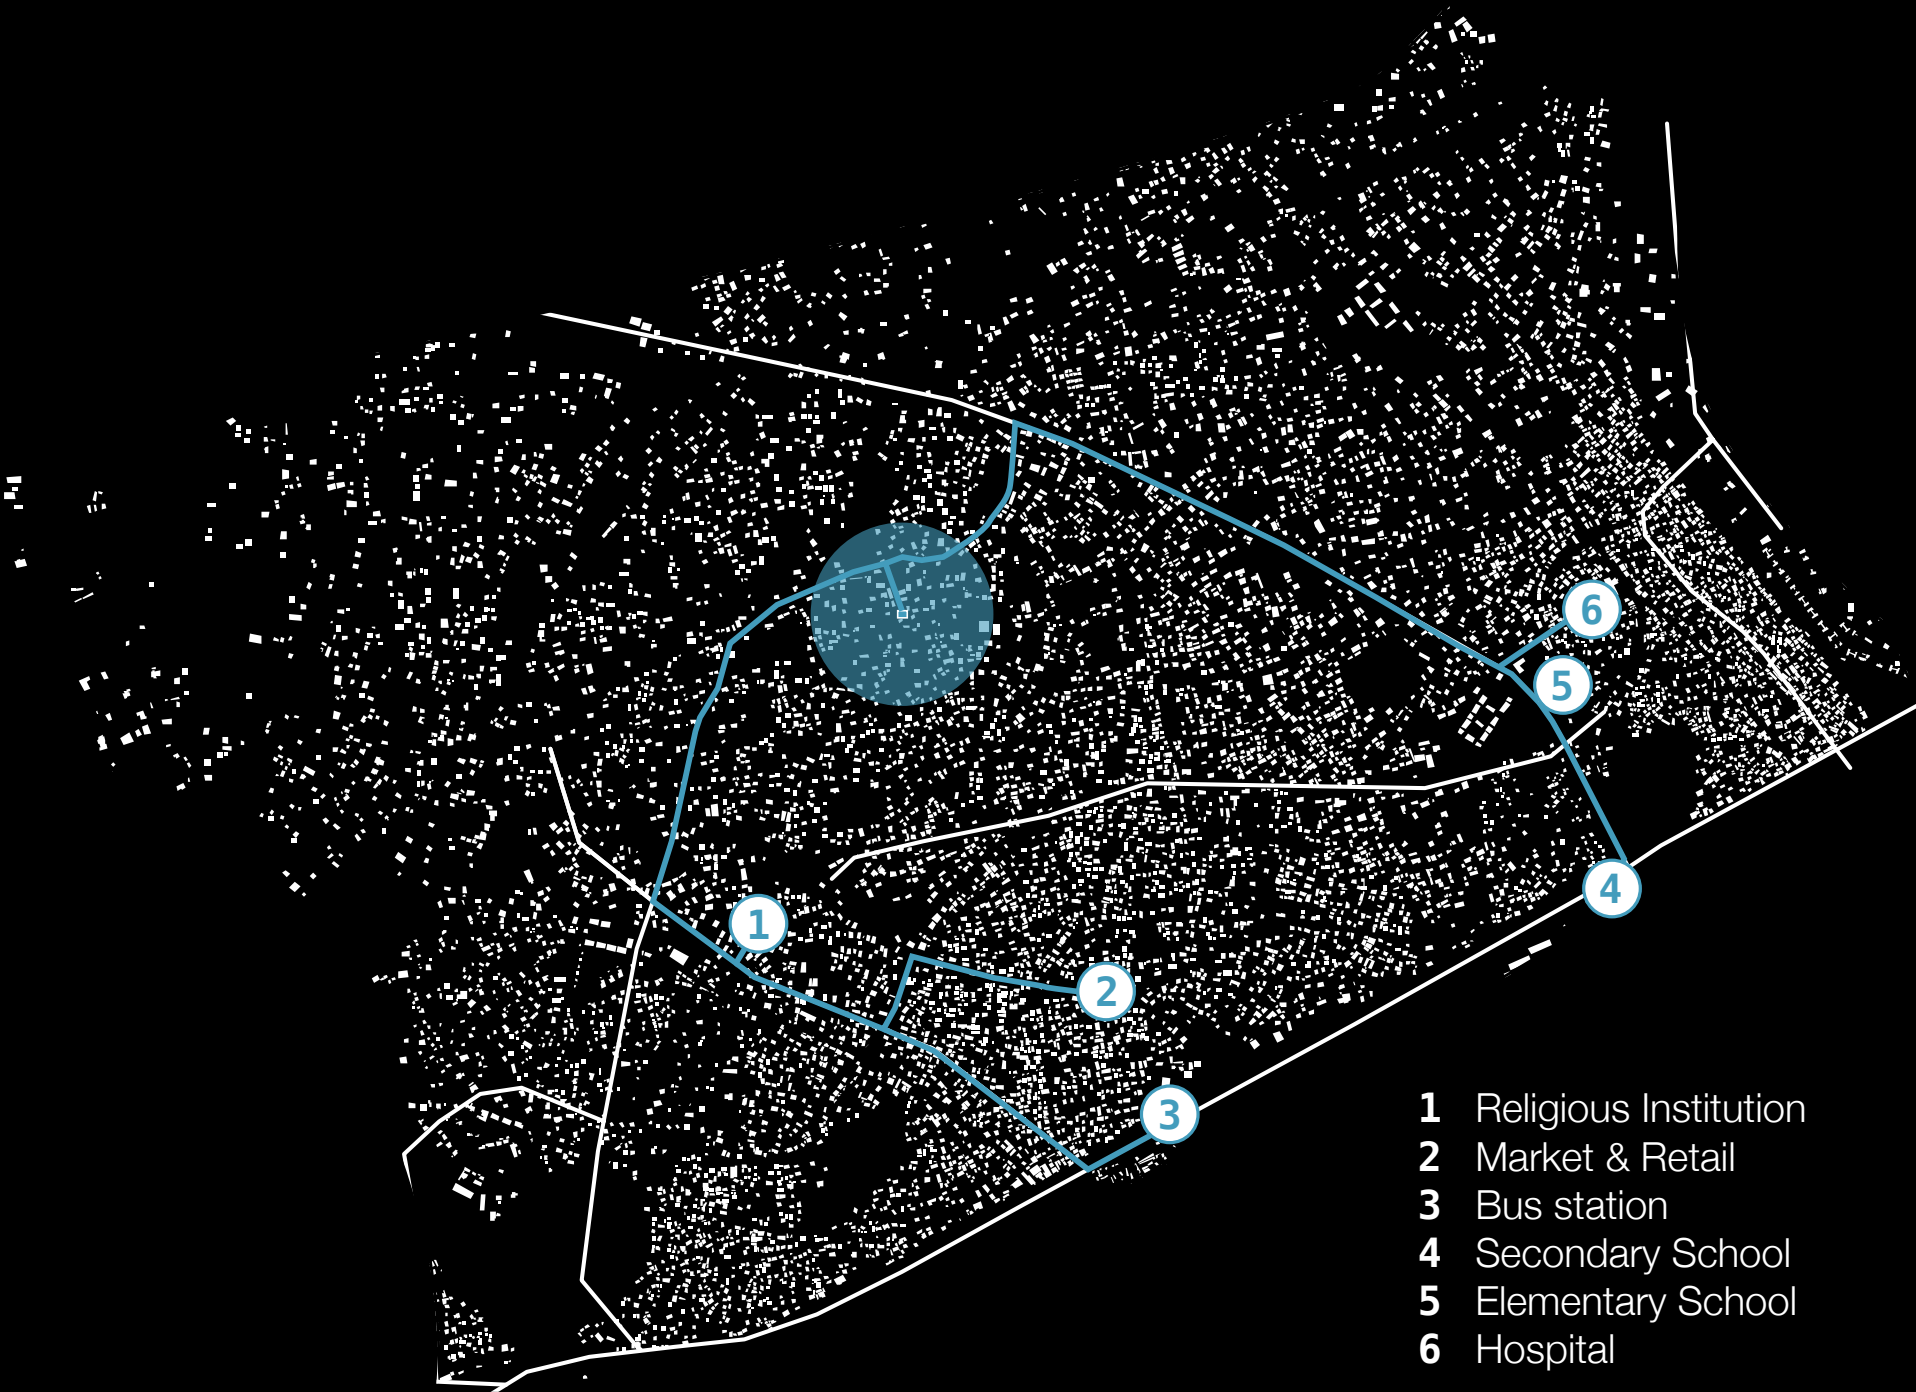 6
5
4
1
2
3
1 Religious Institution
2 Market & Retail
3 Bus station
4 Secondary School
5 Elementary School
6 Hospital